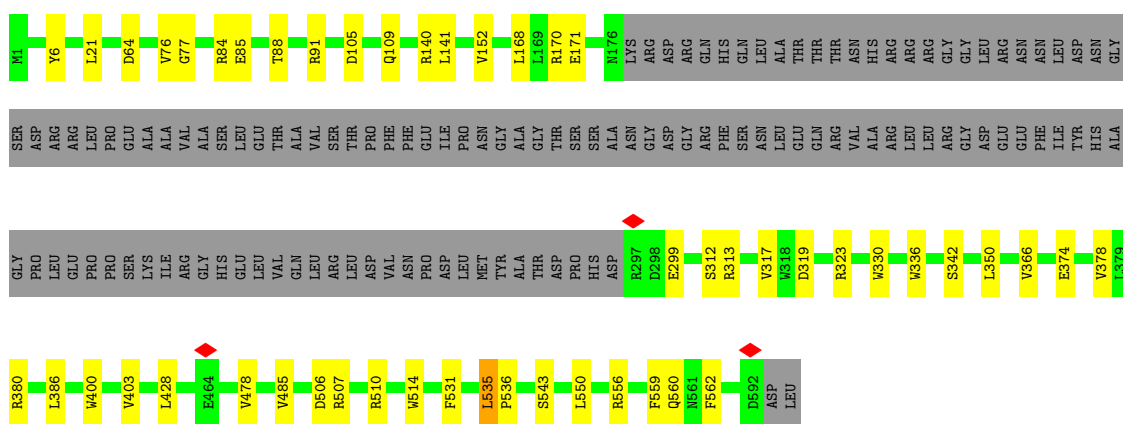 M1 Y6 L21 D64 V76 G77 R84 E85 T88 R91 D105 Q109 R140 L141 V152 L168 L169 R170 E171 N176 LYS ARG ASP ARG GLN HIS GLN LEU ALA THR THR THR ASN HIS ARG ARG ARG GLY GLY LEU ARG ASN ASN LEU ASP ASN GLY
SER ASP ARG ARG LEU PRO GLU ALA ALA VAL ALA SER LEU GLU THR ALA VAL SER THR PRO PHE PHE GLU ILE PRO ASN GLY ALA GLY THR SER SER ALA ASN GLY ASP GLY ARG PHE SER ASN LEU GLU GLN ARG VAL ALA ARG LEU LEU ARG GLY ASP GLU GLU PHE ILE TYR HIS ALA
GLY PRO LEU GLU PRO PRO SER LYS ILE ARG GLY HIS GLU LEU VAL GLN LEU ARG LEU ASP VAL ASN PRO ASP LEU MET TYR ALA THR ASP PRO HIS ASP R297 D298 E299 S312 R313 V317 W318 D319 R323 W330 W336 S342 L350 V366 E374 V378 L379
R380 L386 W400 V403 L428 E464 V478 V485 D506 R507 R510 W514 F531 L535 P536 S543 L550 R556 F559 Q560 N561 F562 D592 ASP LEU